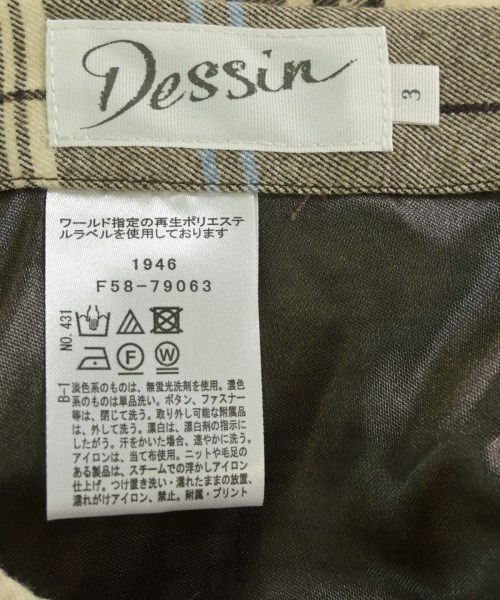 Dessin
3
ワールド指定の再生ポリエステ
ルラベルを使用しております
1946
F58-79063
F
W
B-1 NO. 431
淡色系のものは、無蛍光洗剤を使用。濃色
系のものは単品洗い。ボタン、ファスナー
等は、閉じて洗う。取り外し可能な附属品
は、外して洗う。漂白は、漂白剤の指示に
したがう。汗をかいた場合、速やかに洗う。
アイロンは、当て布使用。ニットや毛足の
ある製品は、スチームでの浮かしアイロン
仕上げ。つけ置き洗い・濡れたままの放置、
濡れがけアイロン、禁止。附属・プリント